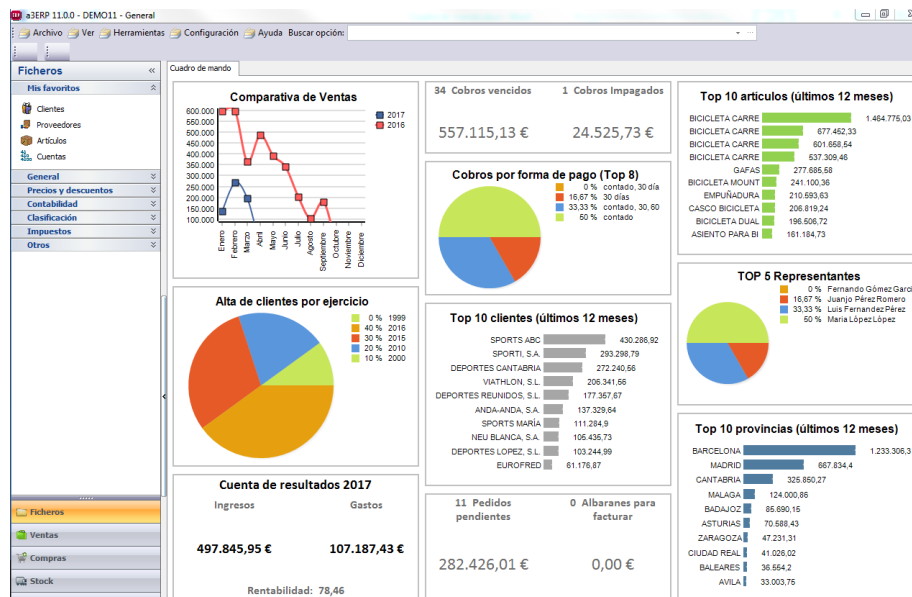 a3ERP 11.0.0 - DEMO11 - General
Archivo Ver Herramientas Configuración Ayuda Buscar opción:
Ficheros «
Mis favoritos
Clientes
Proveedores
Artículos
Cuentas
General
Precios y descuentos
Contabilidad
Clasificación
Impuestos
Otros
Ficheros
Ventas
Compras
Stock
Cuadro de mando
Comparativa de Ventas
600.000
550.000
500.000
450.000
400.000
350.000
300.000
250.000
200.000
150.000
100.000
2017
2016
Enero
Febrero
Marzo
Abril
Mayo
Junio
Julio
Agosto
Septiembre
Octubre
Noviembre
Diciembre
Alta de clientes por ejercicio
0 % 1999
40 % 2016
30 % 2015
20 % 2010
10 % 2000
Cuenta de resultados 2017
Ingresos Gastos
497.845,95 € 107.187,43 €
Rentabilidad: 78,46
34 Cobros vencidos 1 Cobros Impagados
557.115,13 € 24.525,73 €
Cobros por forma de pago (Top 8)
0 % contado, 30 día
16,67 % 30 días
33,33 % contado, 30, 60
50 % contado
Top 10 clientes (últimos 12 meses)
SPORTS ABC 430.286,92
SPORTI, S.A. 293.298,79
DEPORTES CANTABRIA 272.240,56
VIATHLON, S.L. 206.341,56
DEPORTES REUNIDOS, S.L. 177.367,67
ANDA-ANDA, S.A. 137.329,64
SPORTS MARÍA 111.284,9
NEU BLANCA, S.A. 106.435,73
DEPORTES LOPEZ, S.L. 103.244,99
EUROFRED 61.176,87
11 Pedidos pendientes 0 Albaranes para facturar
282.426,01 € 0,00 €
Top 10 articulos (últimos 12 meses)
BICICLETA CARRE 1.464.775,03
BICICLETA CARRE 677.462,33
BICICLETA CARRE 601.668,54
BICICLETA CARRE 537.309,46
GAFAS 277.685,58
BICICLETA MOUNT 241.100,36
EMPUÑADURA 210.593,63
CASCO BICICLETA 206.819,24
BICICLETA DUAL 196.506,72
ASIENTO PARA BI 161.184,73
TOP 5 Representantes
0 % Fernando Gómez Garcí
16,67 % Juanjo Pérez Romero
33,33 % Luis Fernandez Pérez
50 % Maria López López
Top 10 provincias (últimos 12 meses)
BARCELONA 1.233.306,3
MADRID 667.834,4
CANTABRIA 325.850,27
MALAGA 124.000,86
BADAJOZ 85.690,15
ASTURIAS 70.588,43
ZARAGOZA 47.231,31
CIUDAD REAL 41.026,02
BALEARES 36.554,2
AVILA 33.003,75